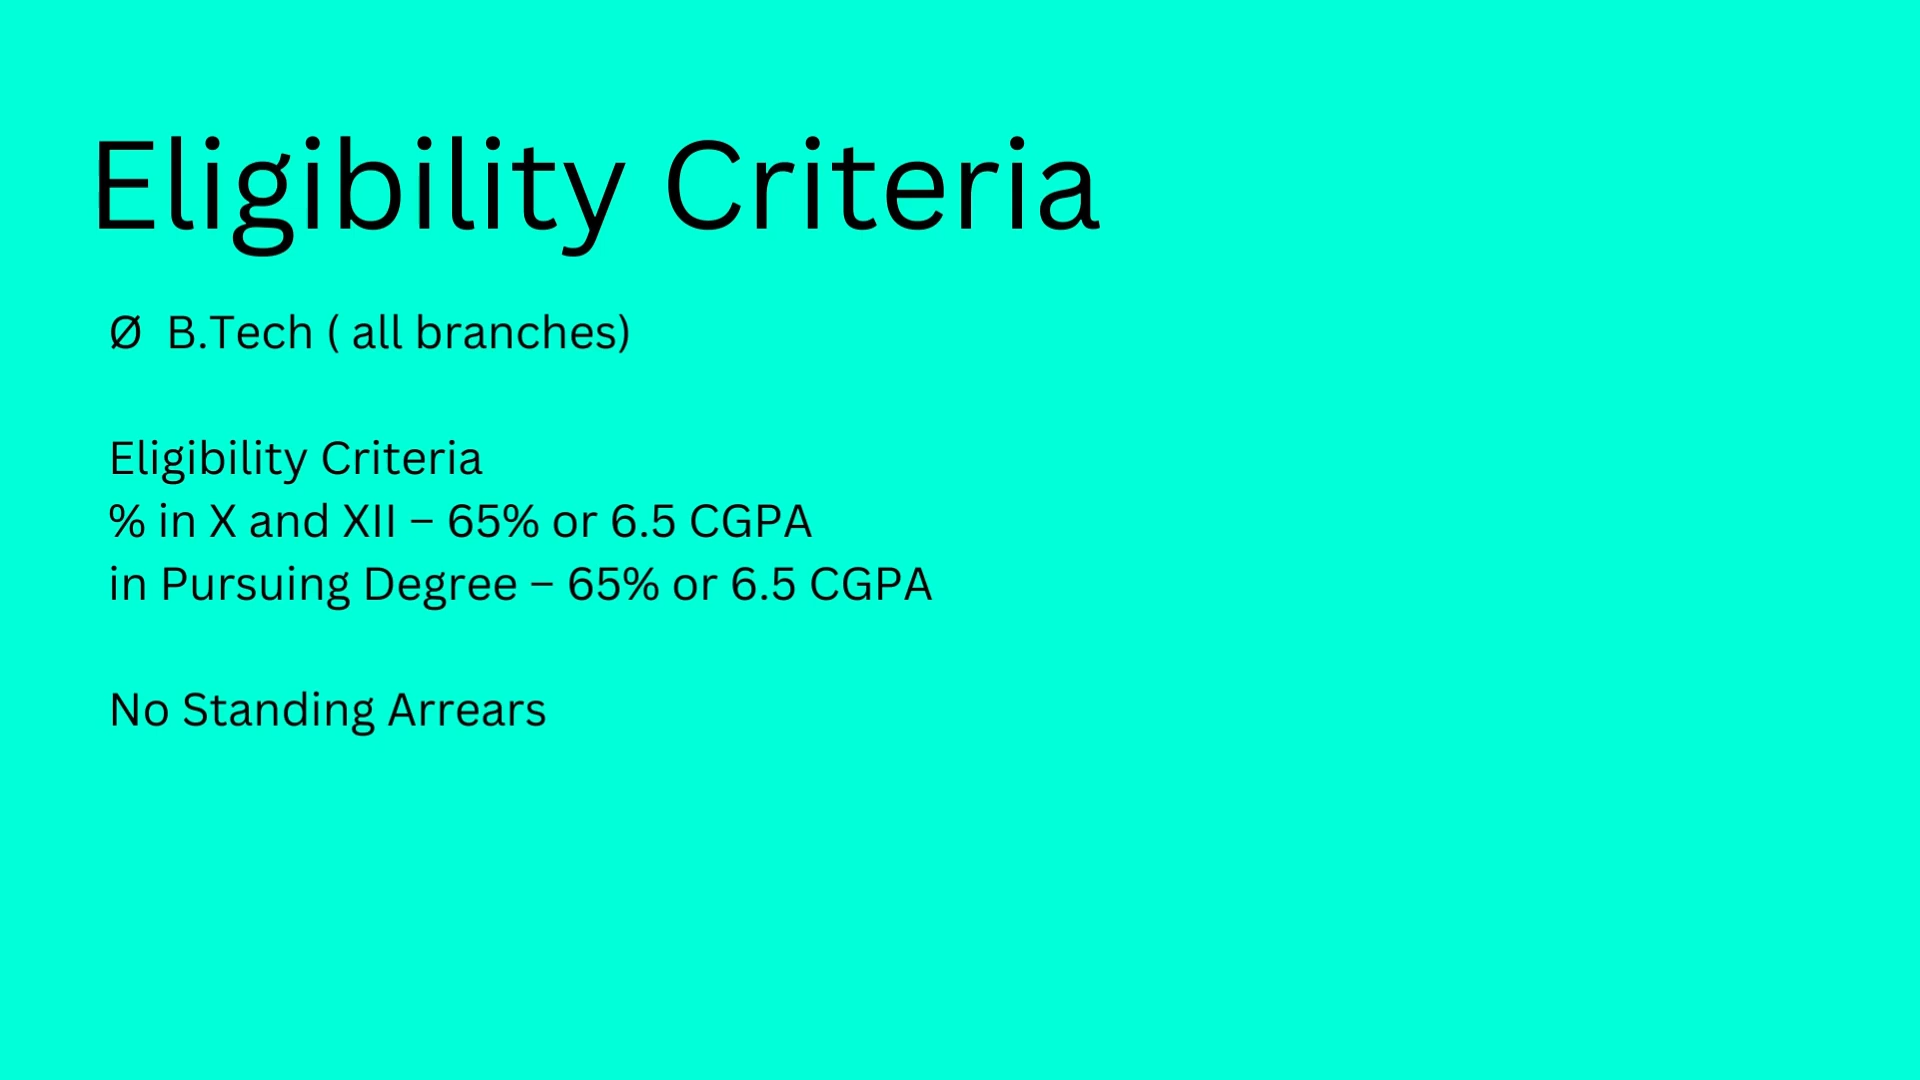 Eligibility Criteria
Ø B.Tech ( all branches)
Eligibility Criteria
% in X and XII – 65% or 6.5 CGPA
in Pursuing Degree – 65% or 6.5 CGPA
No Standing Arrears